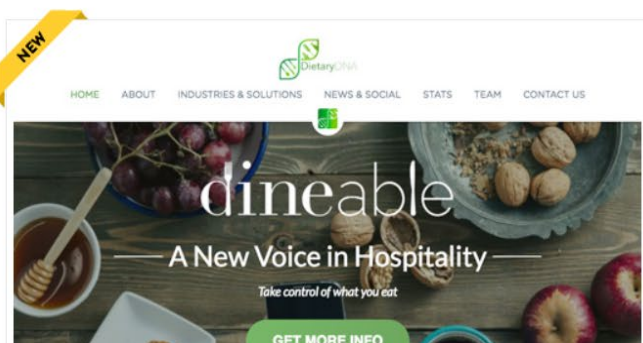 NEW
DietaryDNA
HOME ABOUT INDUSTRIES & SOLUTIONS NEWS & SOCIAL STATS TEAM CONTACT US
dineable
A New Voice in Hospitality
Take control of what you eat
GET MORE INFO